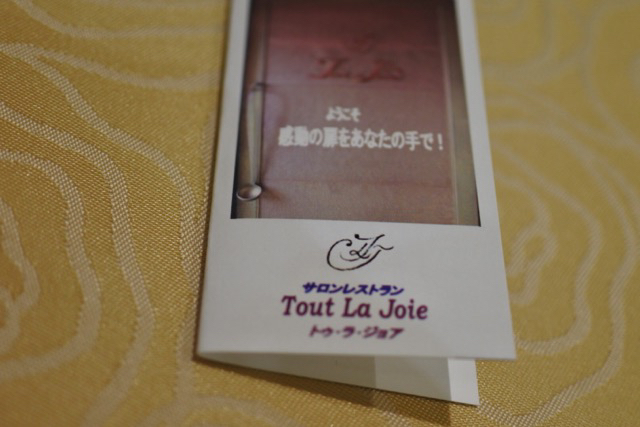 ようこそ
感動の扉をあなたの手で！
サロンレストラン
Tout La Joie
トゥ・ラ・ジョア